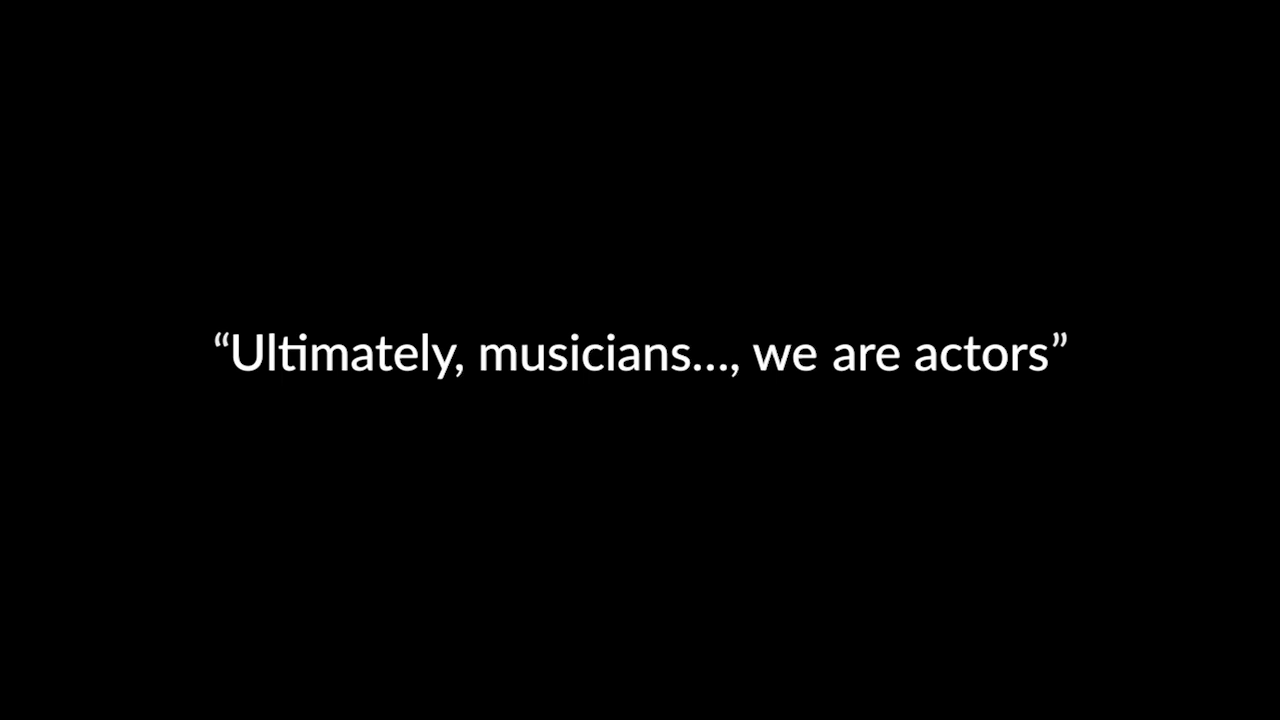 “Ultimately, musicians..., we are actors”